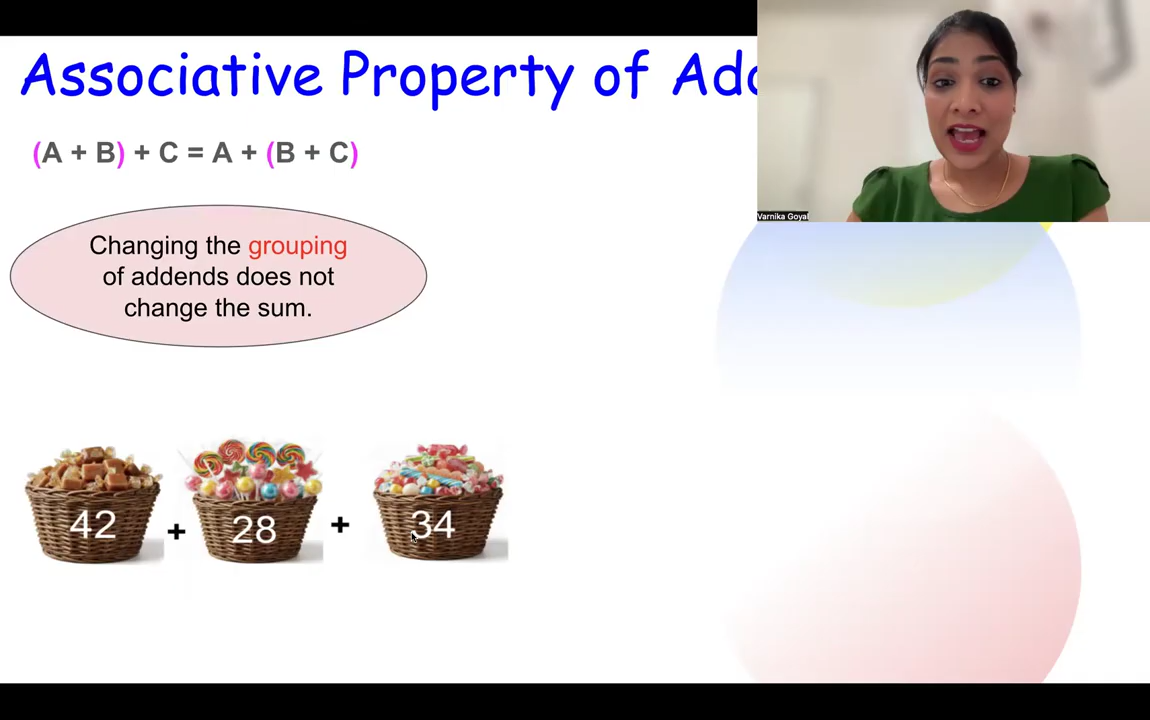 Associative Property of Add
(A + B) + C = A + (B + C)
Varnika Goyal
Changing the grouping
of addends does not
change the sum.
42 + 28 + 34